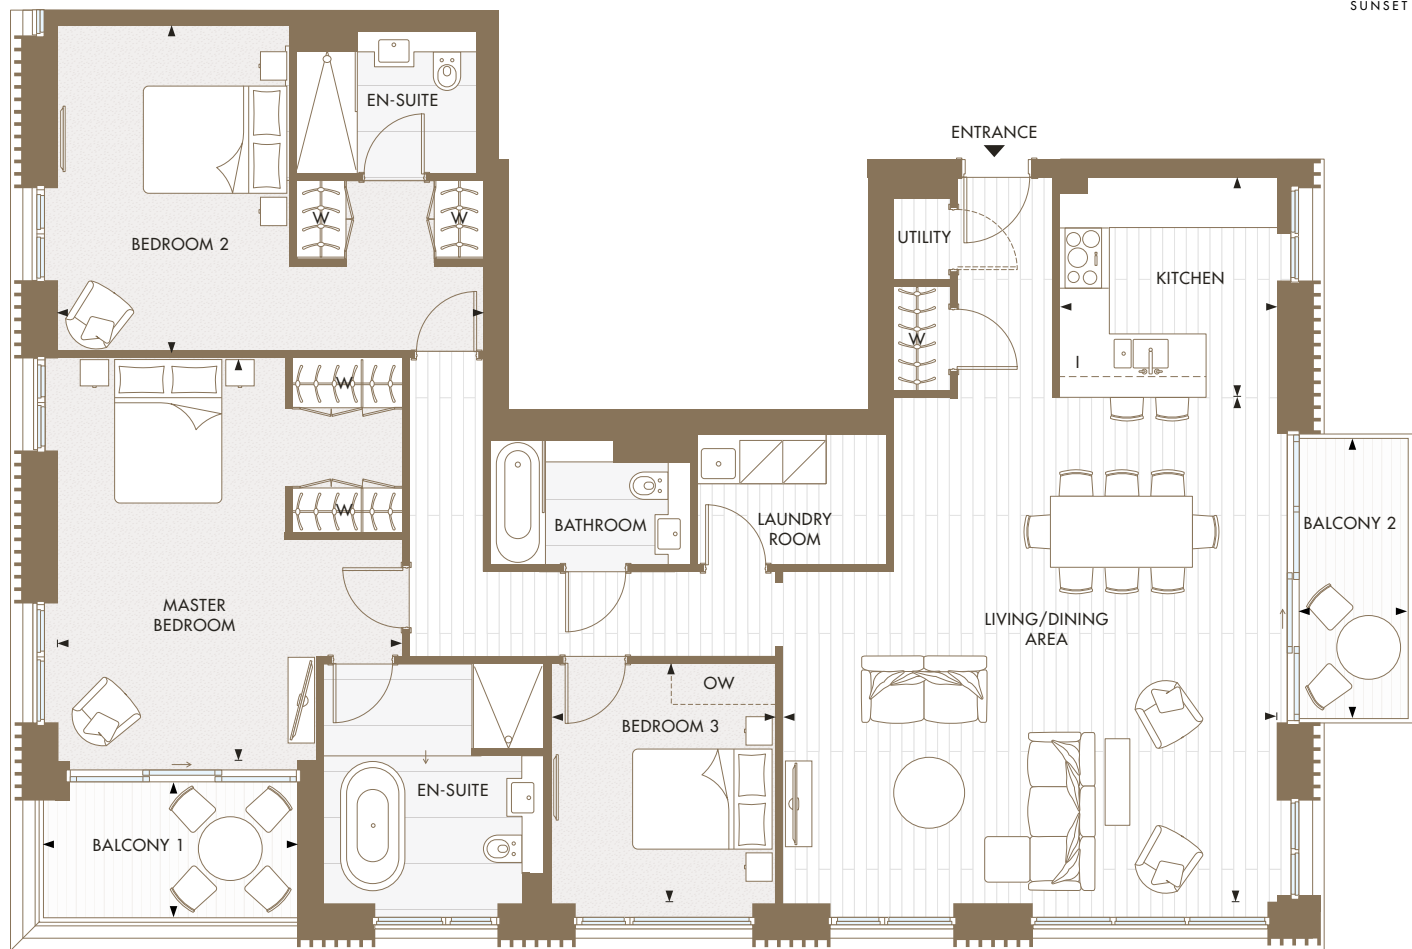 SUNSET
ENTRANCE
EN-SUITE
W
W
BEDROOM 2
UTILITY
KITCHEN
W
I
W
W
BATHROOM
LAUNDRY
ROOM
BALCONY 2
MASTER
BEDROOM
LIVING/DINING
AREA
OW
BEDROOM 3
EN-SUITE
BALCONY 1